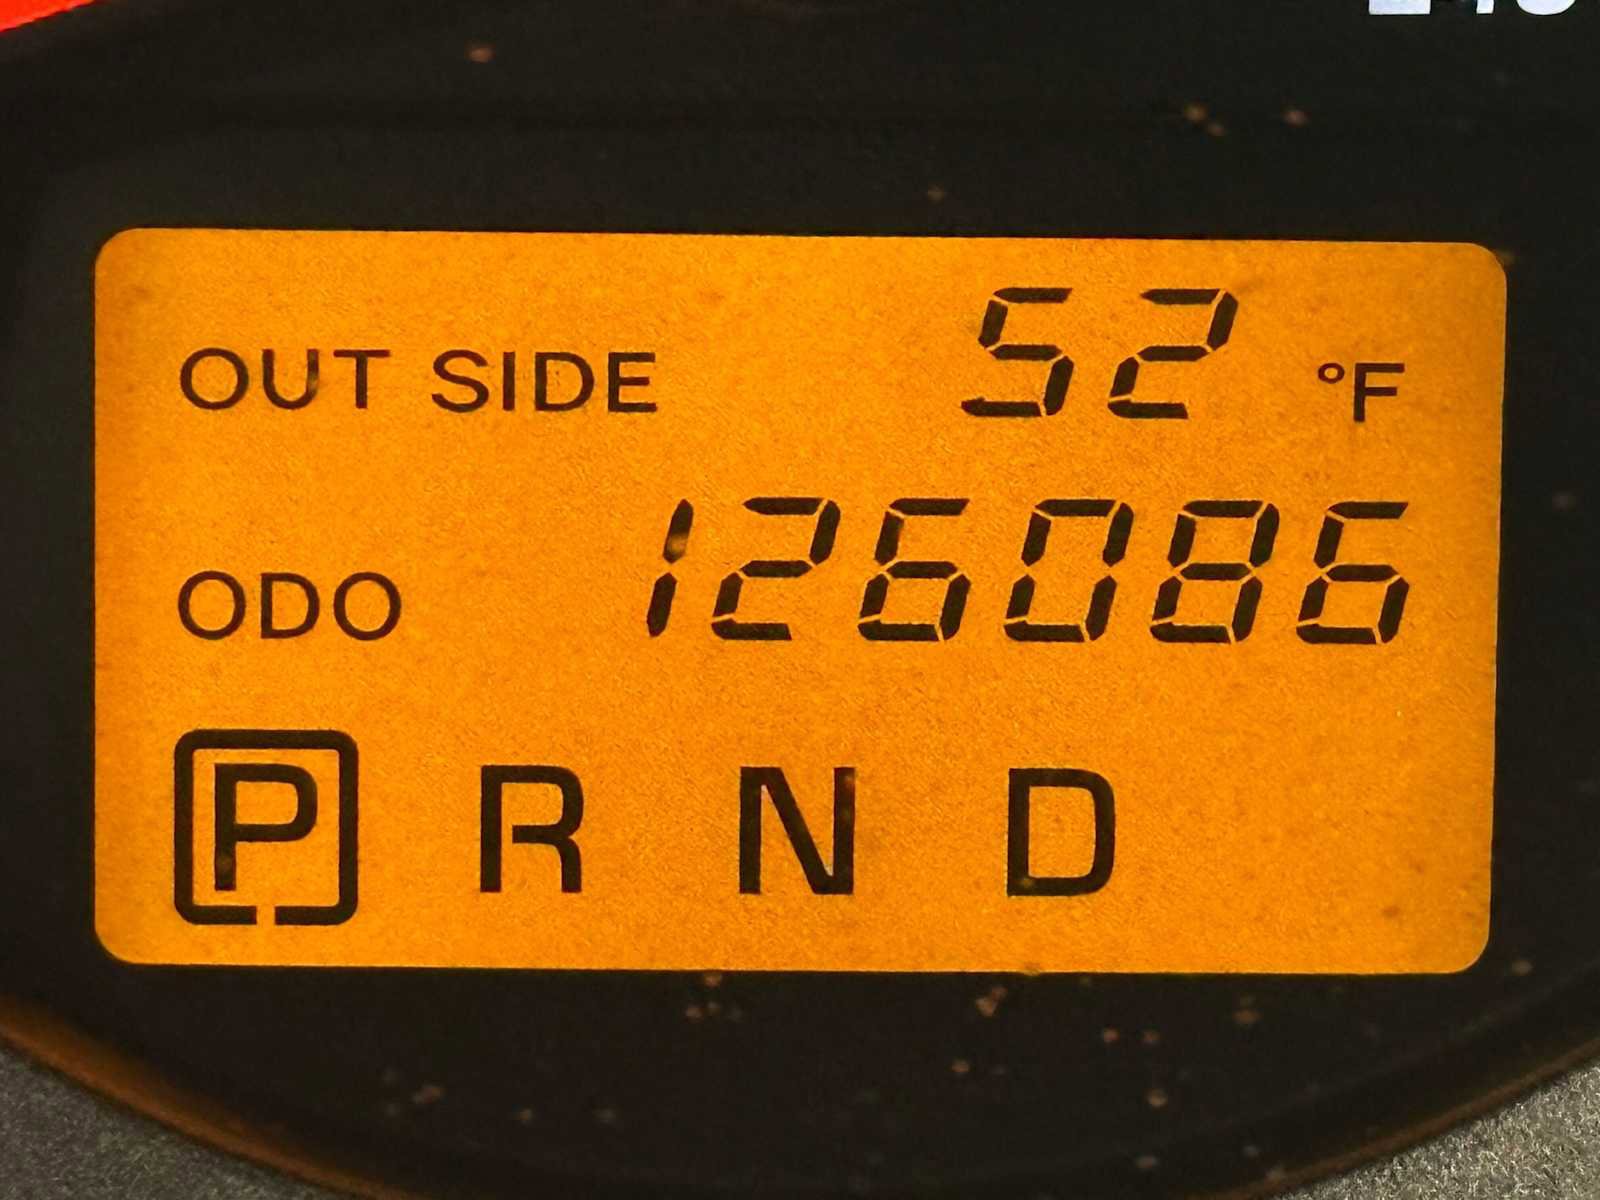 OUT SIDE 52 °F
ODO 126086
P R N D